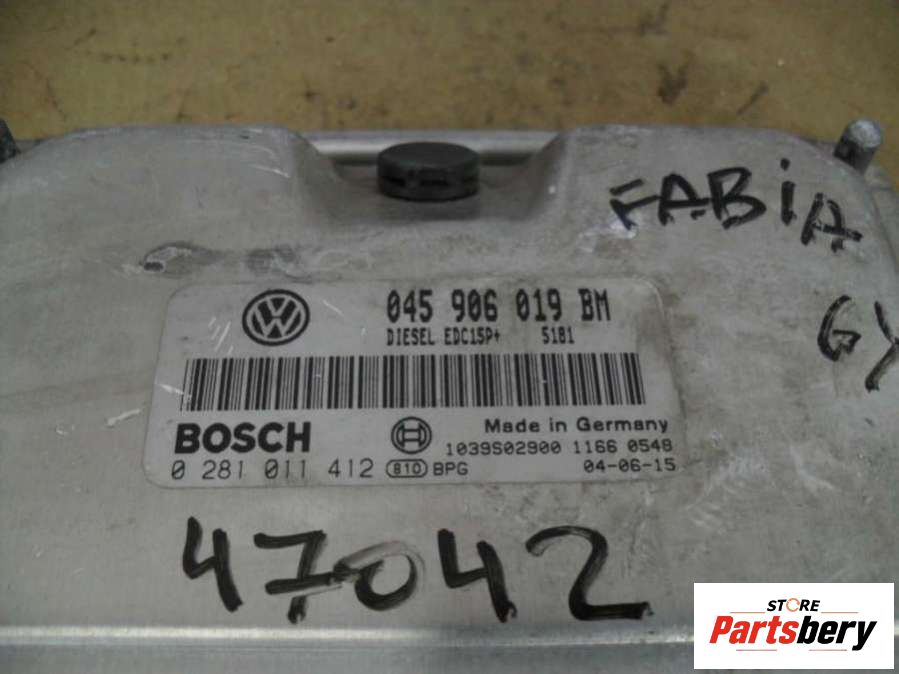 FABiA
GY
045 906 019 BM
DIESEL EDC15P+ 5181
BOSCH
Made in Germany
1039S02900 1166 0548
0 281 011 412 810 BPG 04-06-15
47042
STORE
Partsbery